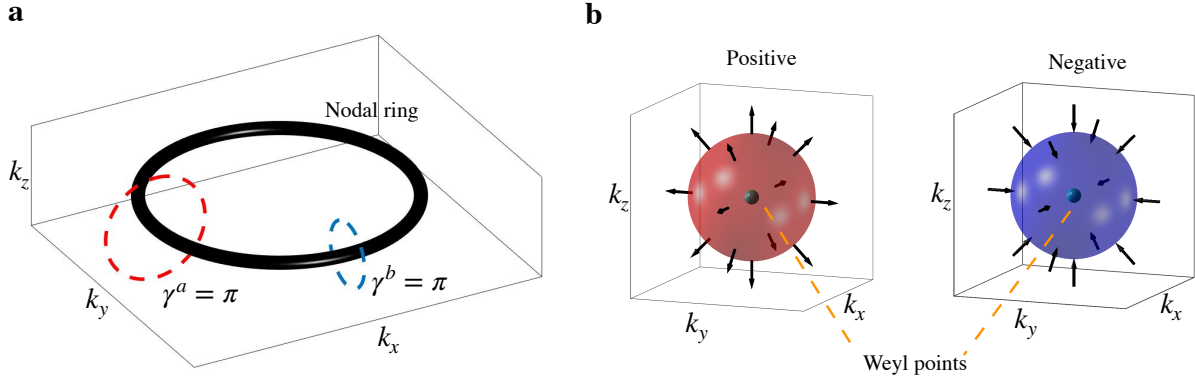 a
Nodal ring
k_z
k_y
k_x
γ^a = π
γ^b = π
b
Positive
k_z
k_y
k_x
Negative
k_z
k_y
k_x
Weyl points